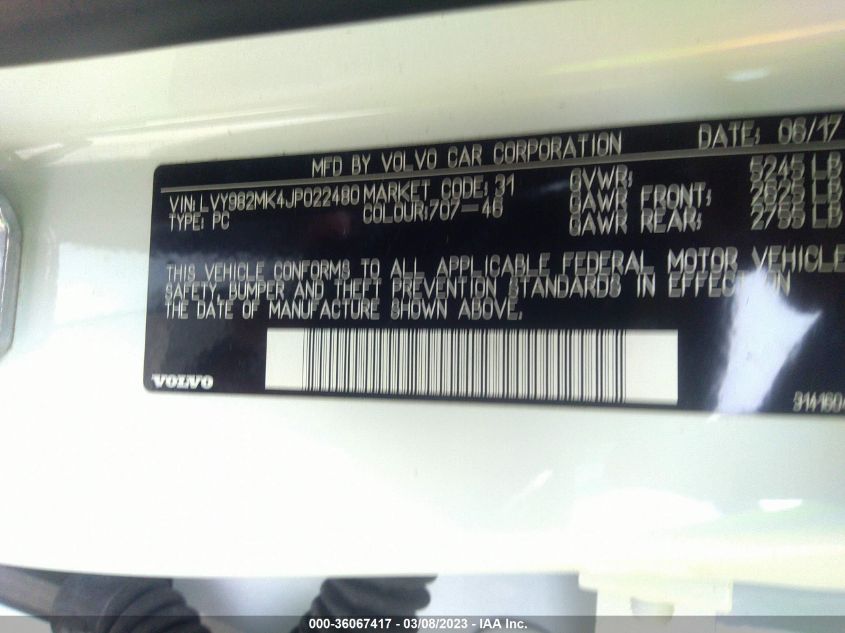 MFD BY VOLVO CAR CORPORATION DATE: 06/17
VIN: LVY982MK4JP022480 MARKET CODE: 31 GVWR: 5245 LB
TYPE: PC COLOUR: 707-46 GAWR FRONT: 2625 LB
GAWR REAR: 2755 LB
THIS VEHICLE CONFORMS TO ALL APPLICABLE FEDERAL MOTOR VEHICLE
SAFETY, BUMPER AND THEFT PREVENTION STANDARDS IN EFFECT ON
THE DATE OF MANUFACTURE SHOWN ABOVE.
VOLVO
000-36067417 - 03/08/2023 - IAA Inc.